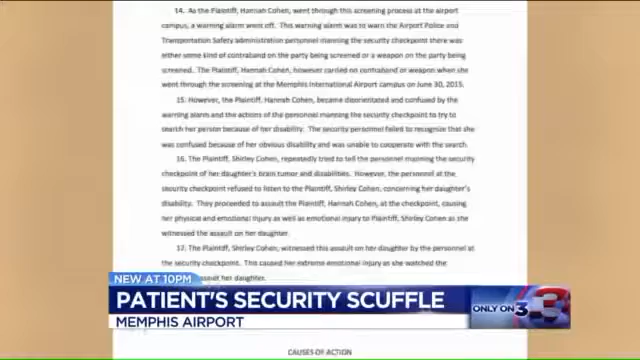 14. As the Plaintiff, Hannah Cohen, went through this screening process at the airport
campus, a warning alarm went off. This warning alarm was to warn the Airport Police and
Transportation Safety administration personnel manning the security checkpoint there was
either some kind of contraband on the party being screened or a weapon on the party being
screened. The Plaintiff, Hannah Cohen, however carried no contraband or weapon when she
went through the screening at the Memphis International Airport campus on June 30, 2015.
15. However, the Plaintiff, Hannah Cohen, became disorientated and confused by the
warning alarm and the actions of the personnel manning the security checkpoint to try to
search her person because of her disability. The security personnel failed to recognize that she
was confused because of her obvious disability and was unable to cooperate with the search.
16. The Plaintiff, Shirley Cohen, repeatedly tried to tell the personnel manning the security
checkpoint of her daughter's brain tumor and disabilities. However, the personnel at the
security checkpoint refused to listen to the Plaintiff, Shirley Cohen, concerning her daughter's
disability. They proceeded to assault the Plaintiff, Hannah Cohen, at the checkpoint, causing
her physical and emotional injury as well as emotional injury to Plaintiff, Shirley Cohen as she
witnessed the assault on her daughter.
17. The Plaintiff, Shirley Cohen, witnessed this assault on her daughter by the personnel at
the security checkpoint. This caused her extreme emotional injury as she watched the
assault her daughter.
NEW AT 10PM
PATIENT'S SECURITY SCUFFLE
ONLY ON 3
3
MEMPHIS AIRPORT
CAUSES OF ACTION